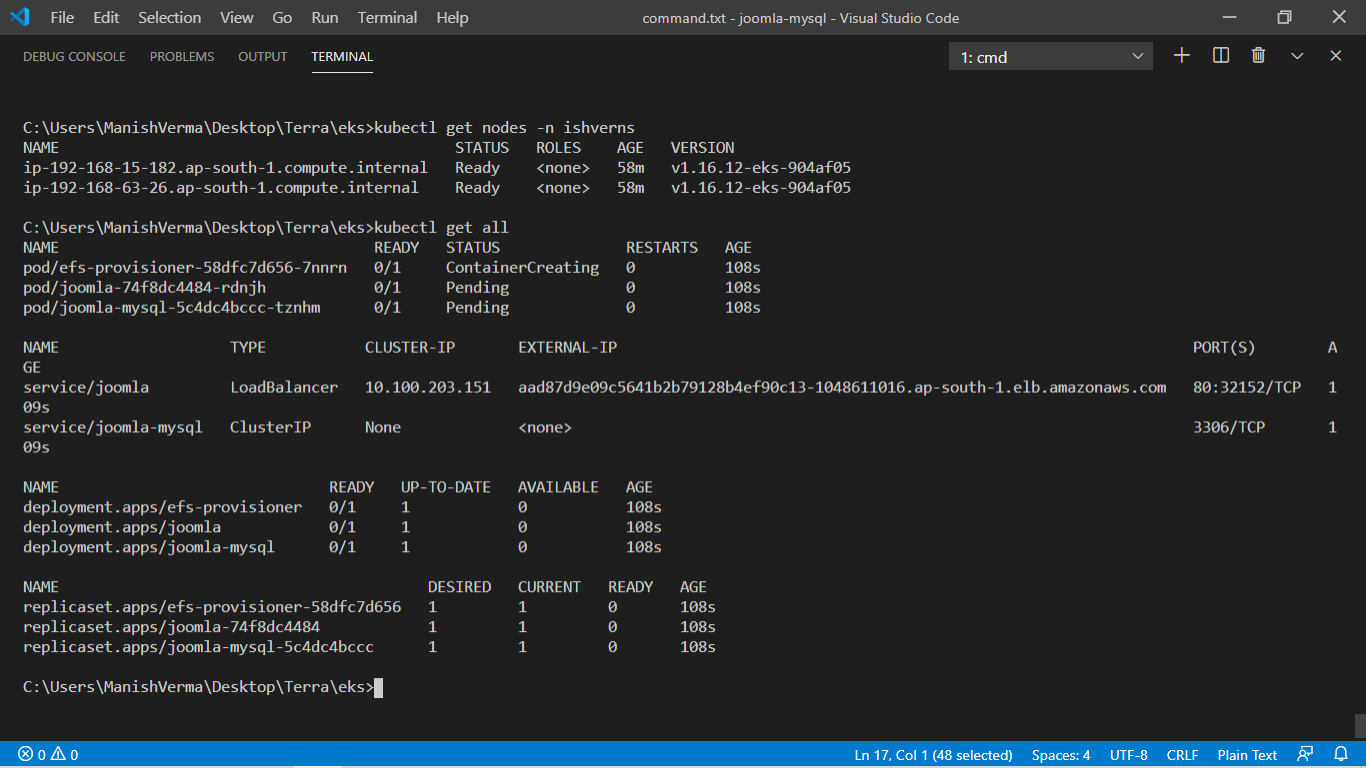 File Edit Selection View Go Run Terminal Help command.txt - joomla-mysql - Visual Studio Code
DEBUG CONSOLE PROBLEMS OUTPUT TERMINAL 1: cmd
C:\Users\ManishVerma\Desktop\Terra\eks>kubectl get nodes -n ishverns
NAME STATUS ROLES AGE VERSION
ip-192-168-15-182.ap-south-1.compute.internal Ready <none> 58m v1.16.12-eks-904af05
ip-192-168-63-26.ap-south-1.compute.internal Ready <none> 58m v1.16.12-eks-904af05
C:\Users\ManishVerma\Desktop\Terra\eks>kubectl get all
NAME READY STATUS RESTARTS AGE
pod/efs-provisioner-58dfc7d656-7nnrn 0/1 ContainerCreating 0 108s
pod/joomla-74f8dc4484-rdnjh 0/1 Pending 0 108s
pod/joomla-mysql-5c4dc4bccc-tznhm 0/1 Pending 0 108s
NAME TYPE CLUSTER-IP EXTERNAL-IP PORT(S) A
GE
service/joomla LoadBalancer 10.100.203.151 aad87d9e09c5641b2b79128b4ef90c13-1048611016.ap-south-1.elb.amazonaws.com 80:32152/TCP 1
09s
service/joomla-mysql ClusterIP None <none> 3306/TCP 1
09s
NAME READY UP-TO-DATE AVAILABLE AGE
deployment.apps/efs-provisioner 0/1 1 0 108s
deployment.apps/joomla 0/1 1 0 108s
deployment.apps/joomla-mysql 0/1 1 0 108s
NAME DESIRED CURRENT READY AGE
replicaset.apps/efs-provisioner-58dfc7d656 1 1 0 108s
replicaset.apps/joomla-74f8dc4484 1 1 0 108s
replicaset.apps/joomla-mysql-5c4dc4bccc 1 1 0 108s
C:\Users\ManishVerma\Desktop\Terra\eks>
0 0 Ln 17, Col 1 (48 selected) Spaces: 4 UTF-8 CRLF Plain Text